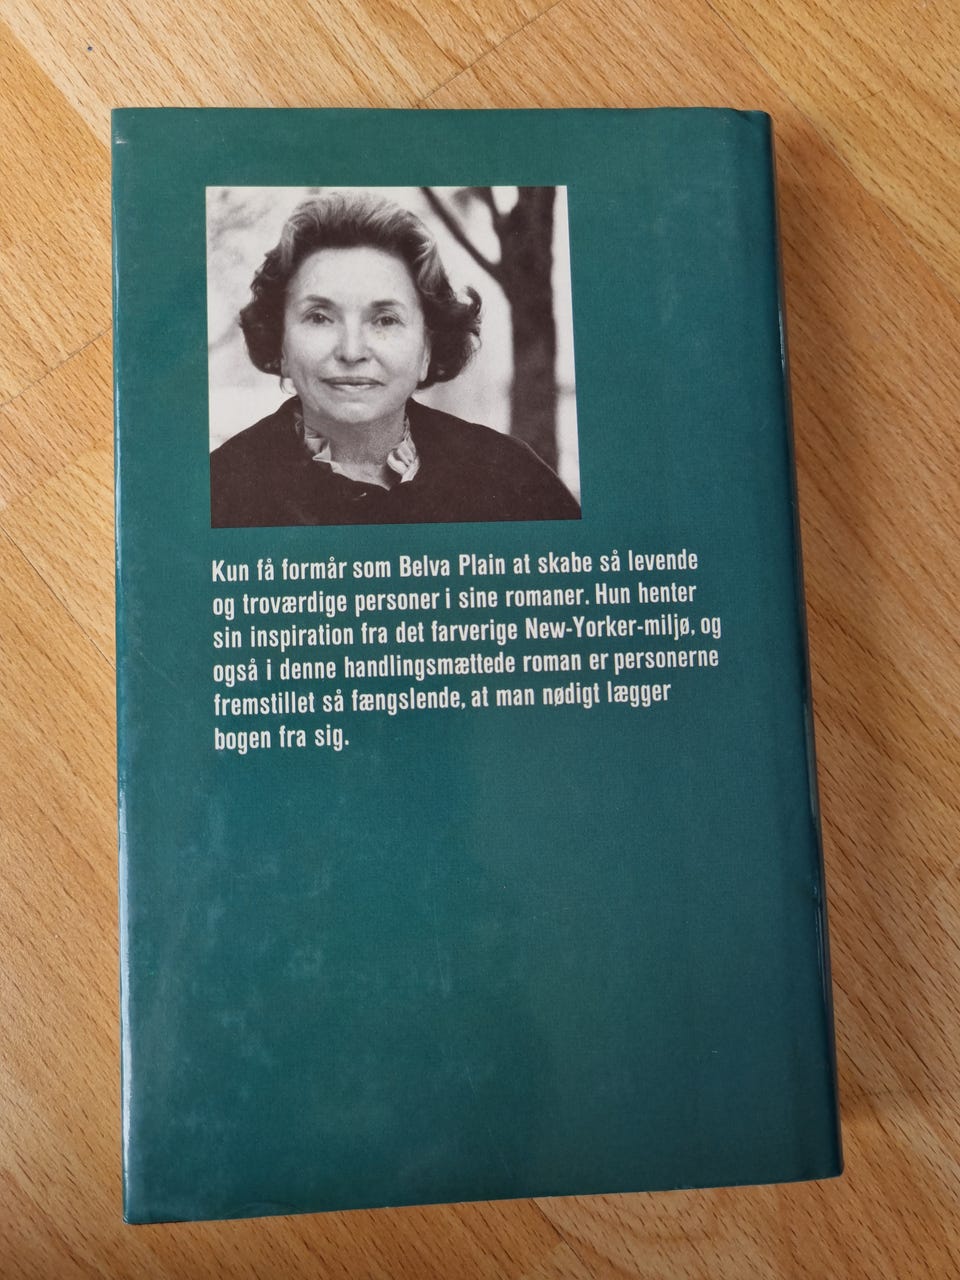 Kun få formår som Belva Plain at skabe så levende
og troværdige personer i sine romaner. Hun henter
sin inspiration fra det farverige New-Yorker-miljø, og
også i denne handlingsmættede roman er personerne
fremstillet så fængslende, at man nødigt lægger
bogen fra sig.